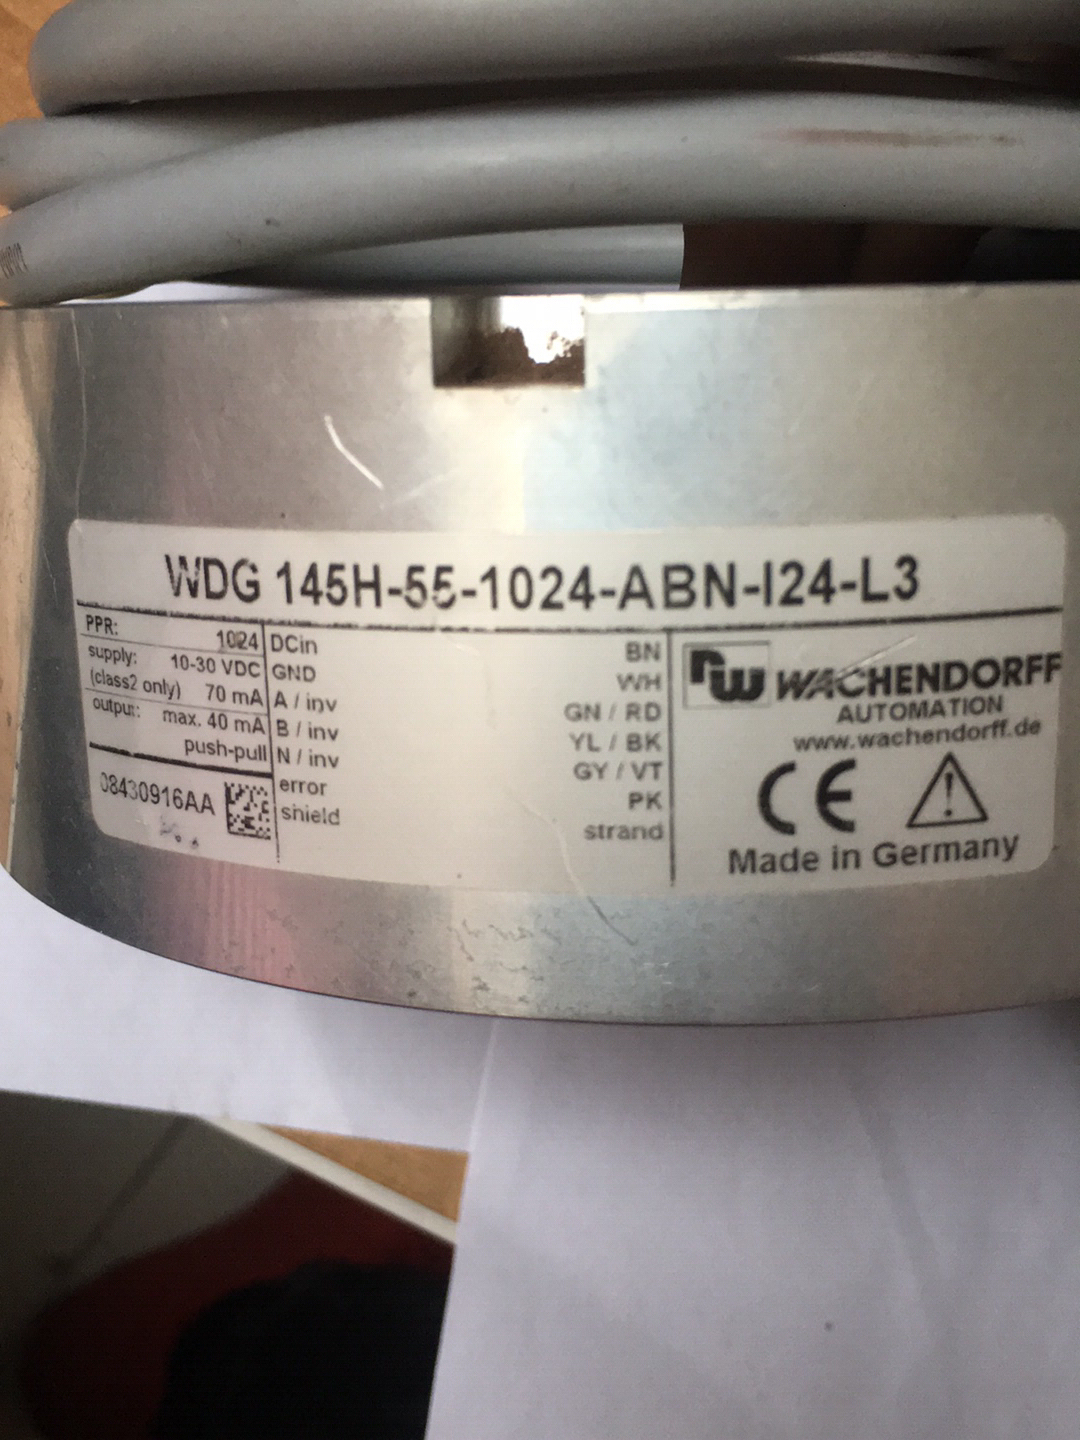 WDG 145H-55-1024-ABN-I24-L3
PPR: 1024
supply: 10-30 VDC
(class2 only) 70 mA
output: max. 40 mA
push-pull
08430916AA
DCin BN
GND WH
A / inv GN / RD
B / inv YL / BK
N / inv GY / VT
error PK
shield strand
WACHENDORFF
AUTOMATION
www.wachendorff.de
CE
Made in Germany